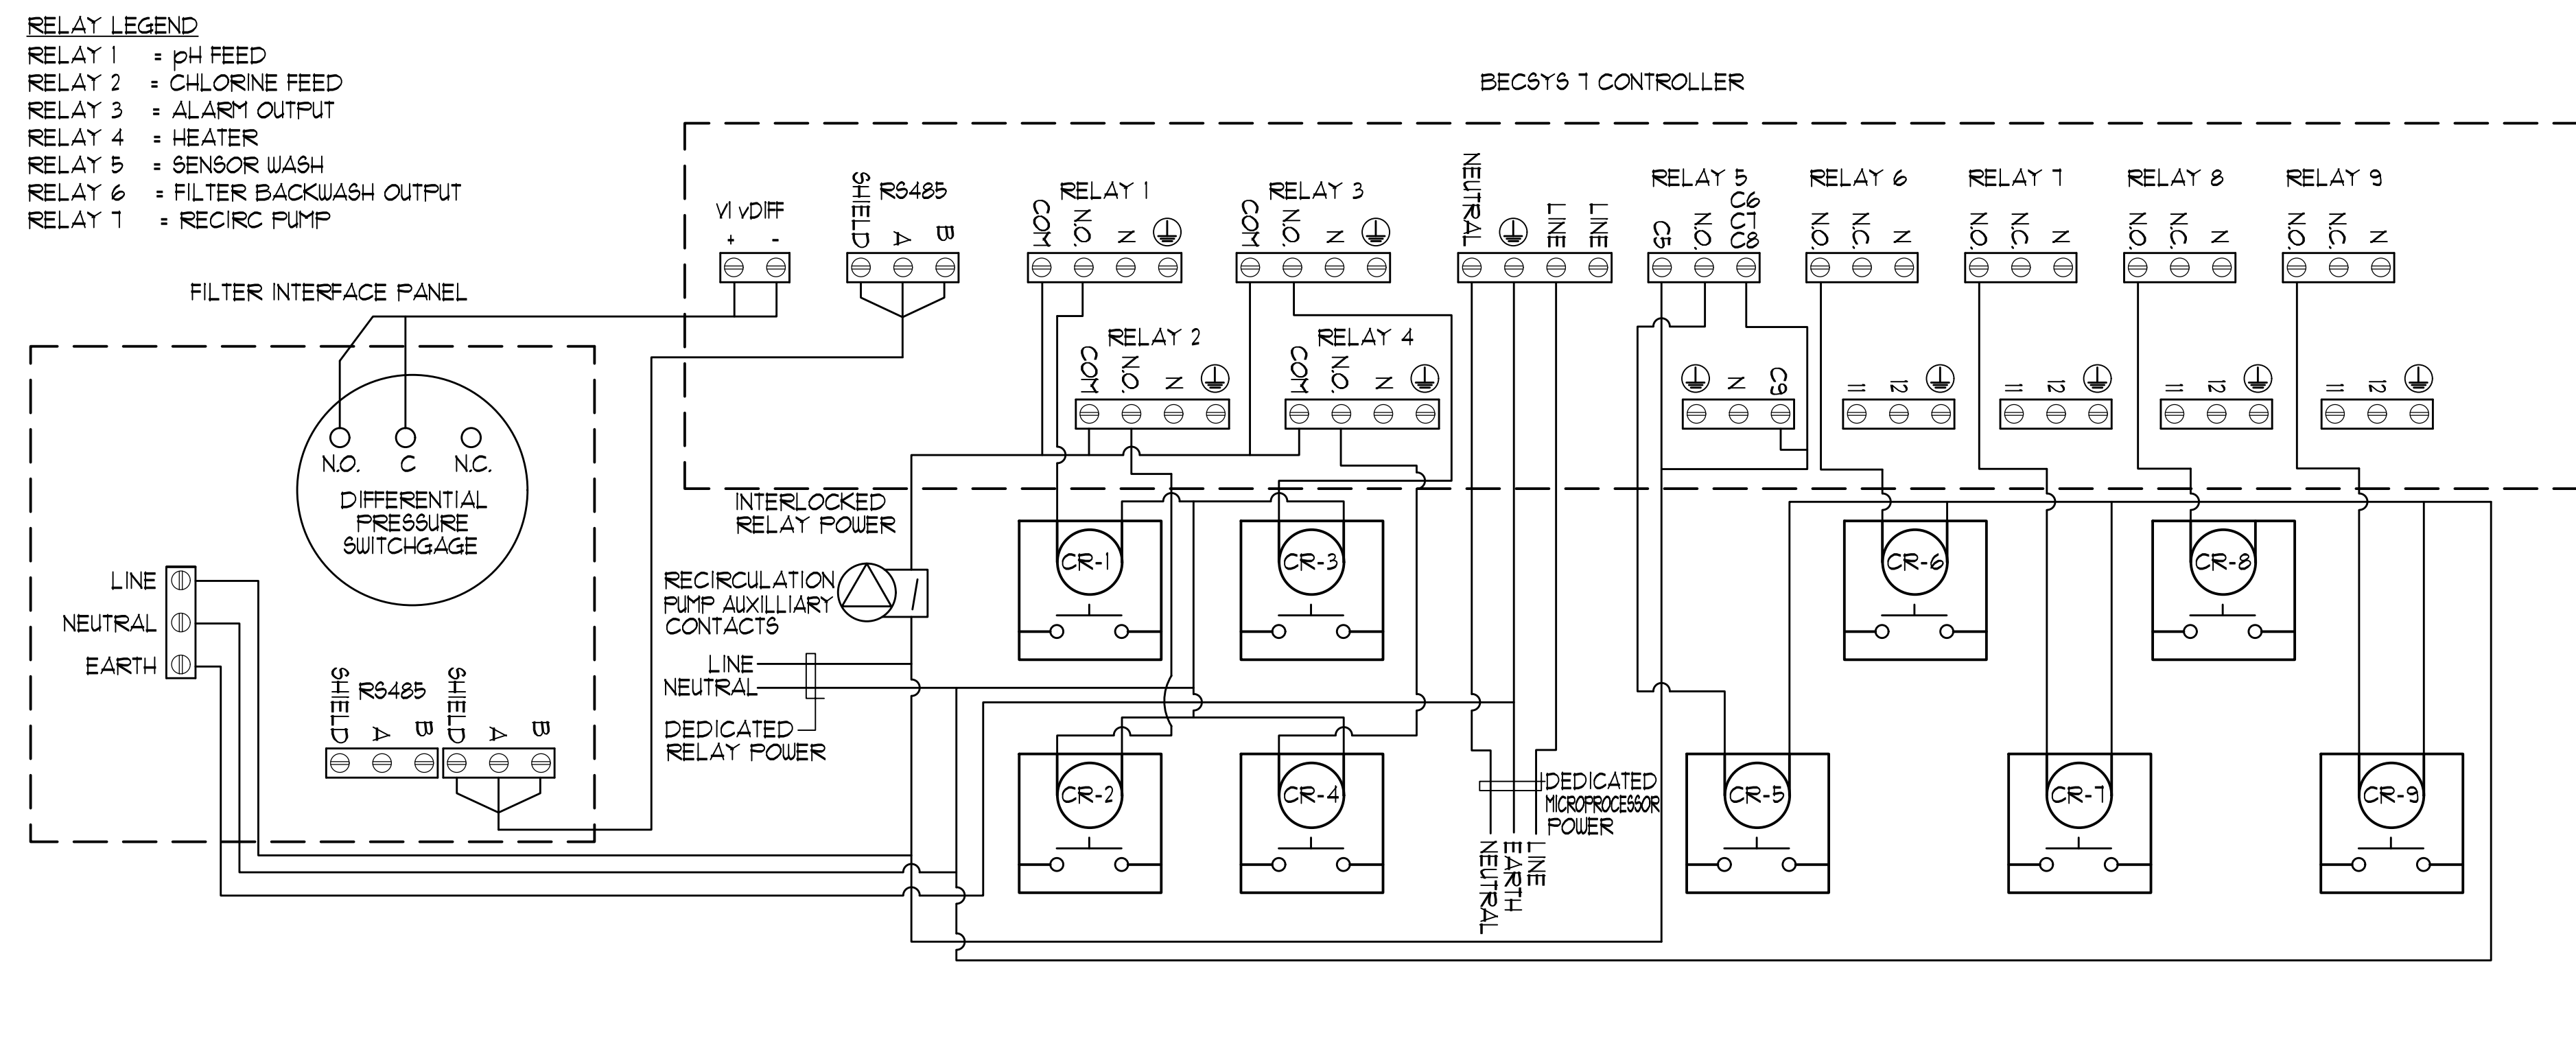 RELAY LEGEND
RELAY 1 = pH FEED
RELAY 2 = CHLORINE FEED
RELAY 3 = ALARM OUTPUT
RELAY 4 = HEATER
RELAY 5 = SENSOR WASH
RELAY 6 = FILTER BACKWASH OUTPUT
RELAY 7 = RECIRC PUMP
BECSYS 7 CONTROLLER
V1 vDIFF
+ -
SHIELD RS485
A B
RELAY 1
COM N.O. N
RELAY 3
COM N.O. N
NEUTRAL LINE LINE
RELAY 5
C6
C7
C5 N.O. C8
RELAY 6
N.O. N.C. N
RELAY 7
N.O. N.C. N
RELAY 8
N.O. N.C. N
RELAY 9
N.O. N.C. N
FILTER INTERFACE PANEL
RELAY 2
COM N.O. N
RELAY 4
COM N.O. N
N C9
11 12
11 12
11 12
11 12
N.O. C N.C.
DIFFERENTIAL
PRESSURE
SWITCHGAGE
INTERLOCKED
RELAY POWER
LINE
NEUTRAL
EARTH
RECIRCULATION
PUMP AUXILLIARY
CONTACTS
CR-1
CR-3
CR-6
CR-8
LINE
NEUTRAL
DEDICATED
RELAY POWER
SHIELD RS485 SHIELD
A B A B
CR-2
CR-4
DEDICATED
MICROPROCESSOR
POWER
NEUTRAL
EARTH
LINE
CR-5
CR-7
CR-9